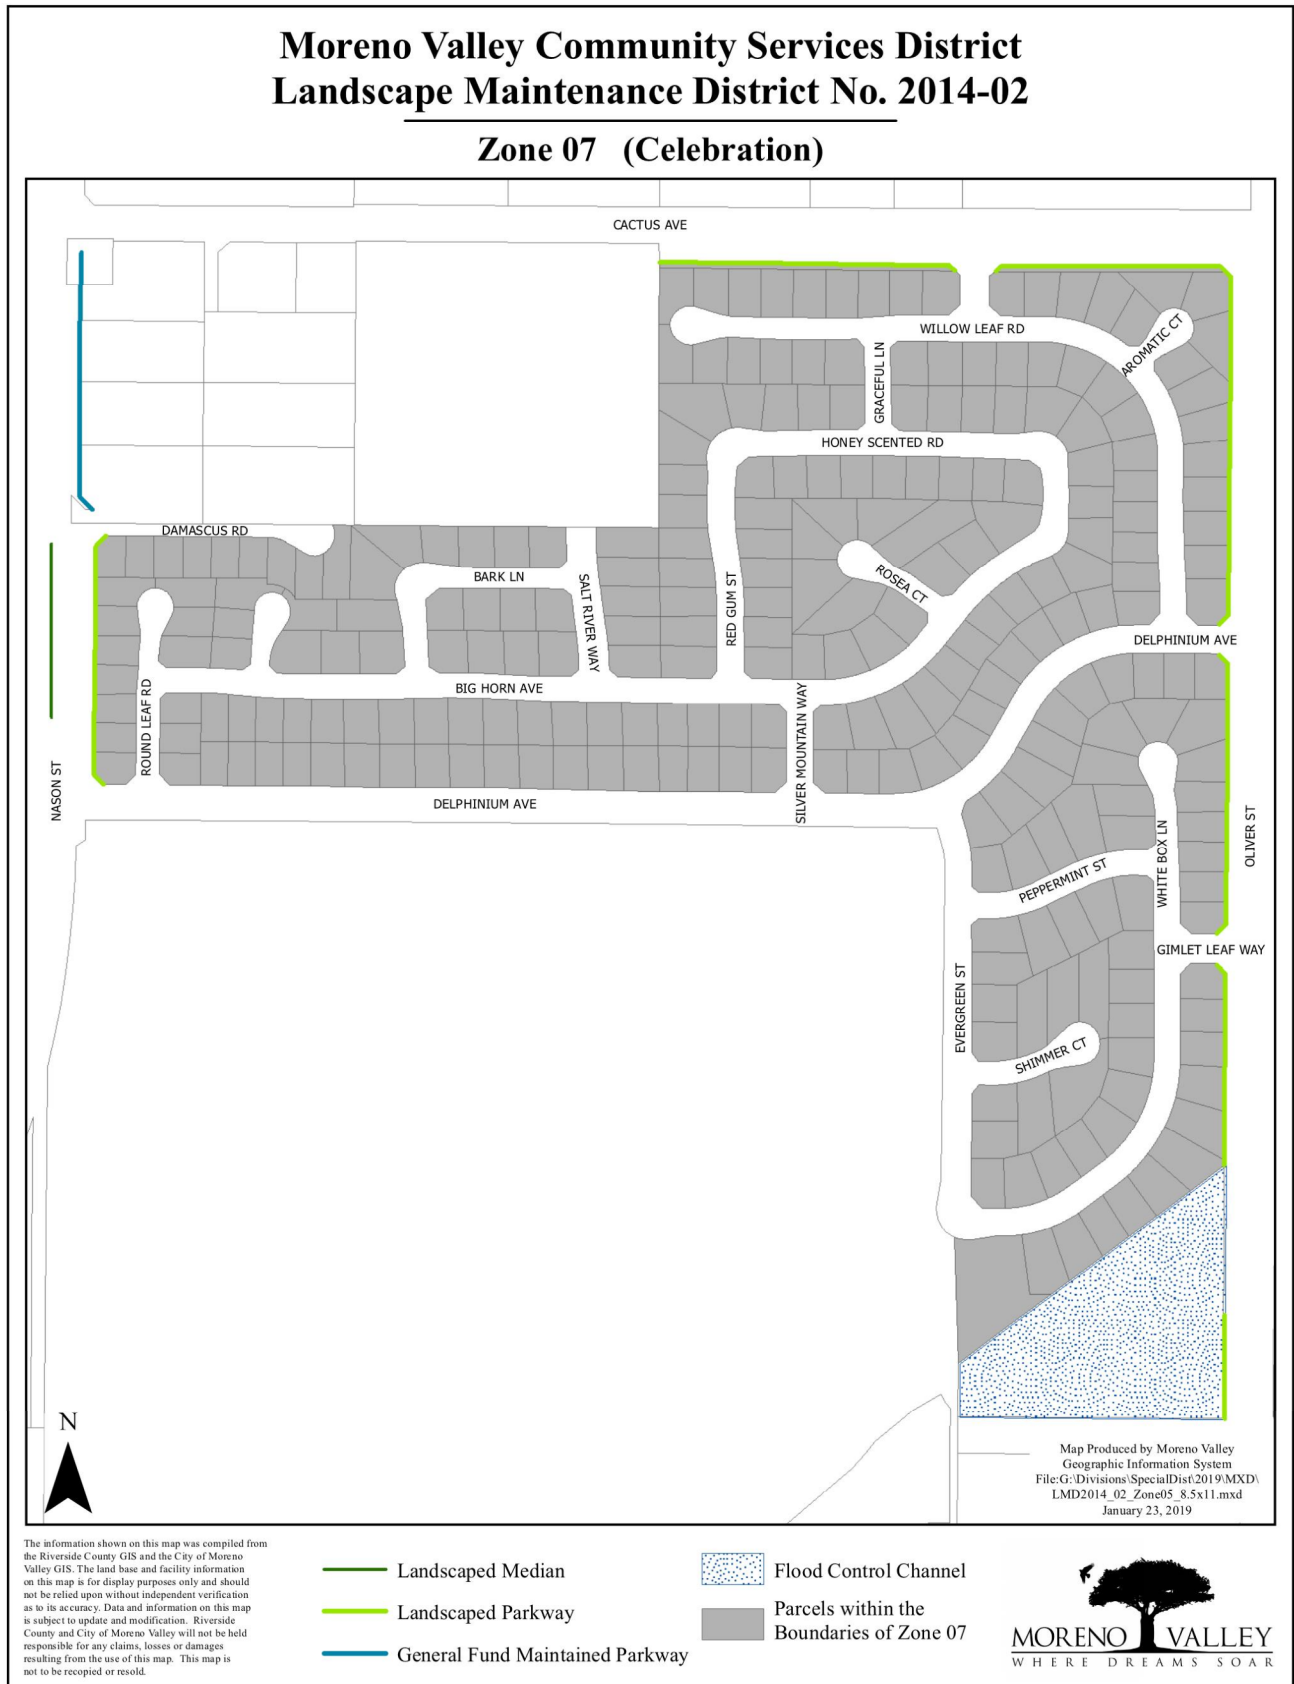 Moreno Valley Community Services District
Landscape Maintenance District No. 2014-02
Zone 07 (Celebration)
CACTUS AVE
WILLOW LEAF RD
AROMATIC CT
GRACEFUL LN
HONEY SCENTED RD
DAMASCUS RD
BARK LN
SALT RIVER WAY
RED GUM ST
ROSEA CT
DELPHINIUM AVE
BIG HORN AVE
ROUND LEAF RD
SILVER MOUNTAIN WAY
NASON ST
DELPHINIUM AVE
OLIVER ST
WHITE BOX LN
PEPPERMINT ST
GIMLET LEAF WAY
EVERGREEN ST
SHIMMER CT
N
Map Produced by Moreno Valley
Geographic Information System
File:G:\Divisions\SpecialDist\2019\MXD\
LMD2014_02_Zone05_8.5x11.mxd
January 23, 2019
The information shown on this map was compiled from
the Riverside County GIS and the City of Moreno
Valley GIS. The land base and facility information
on this map is for display purposes only and should
not be relied upon without independent verification
as to its accuracy. Data and information on this map
is subject to update and modification. Riverside
County and City of Moreno Valley will not be held
responsible for any claims, losses or damages
resulting from the use of this map. This map is
not to be recopied or resold.
Landscaped Median
Landscaped Parkway
General Fund Maintained Parkway
Flood Control Channel
Parcels within the
Boundaries of Zone 07
MORENO VALLEY
WHERE DREAMS SOAR